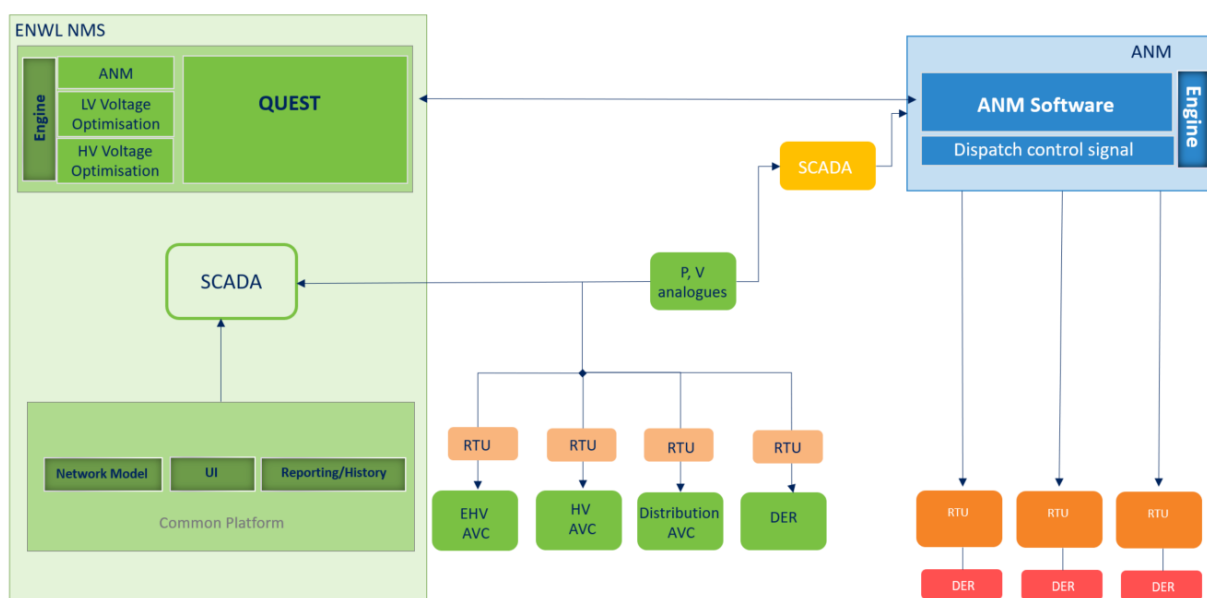 ENWL NMS
Engine
ANM
LV Voltage
Optimisation
HV Voltage
Optimisation
QUEST
ANM
ANM Software
Dispatch control signal
Engine
SCADA
SCADA
P, V
analogues
Network Model
UI
Reporting/History
Common Platform
RTU
RTU
RTU
RTU
EHV
AVC
HV
AVC
Distribution
AVC
DER
RTU
RTU
RTU
DER
DER
DER